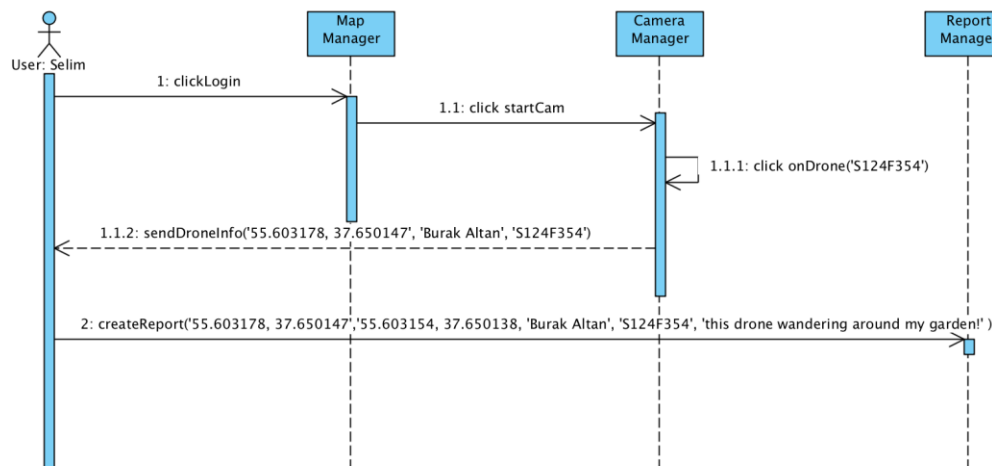 Map
Manager
Camera
Manager
Report
Manage
User: Selim
1: clickLogin
1.1: click startCam
1.1.1: click onDrone('S124F354')
1.1.2: sendDroneInfo('55.603178, 37.650147', 'Burak Altan', 'S124F354')
2: createReport('55.603178, 37.650147','55.603154, 37.650138, 'Burak Altan', 'S124F354', 'this drone wandering around my garden!' )